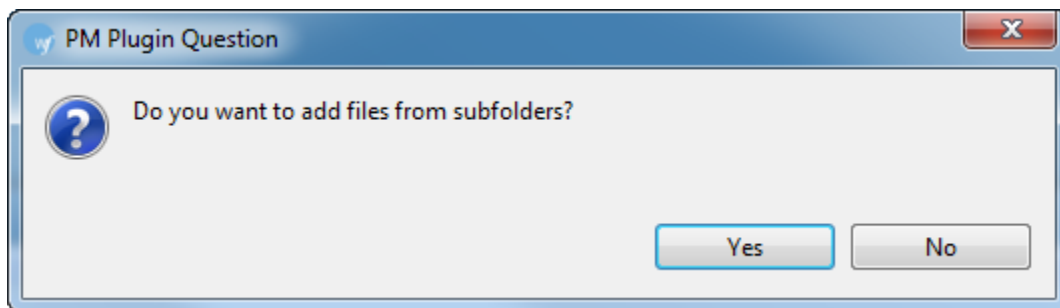 PM Plugin Question
Do you want to add files from subfolders?
Yes
No